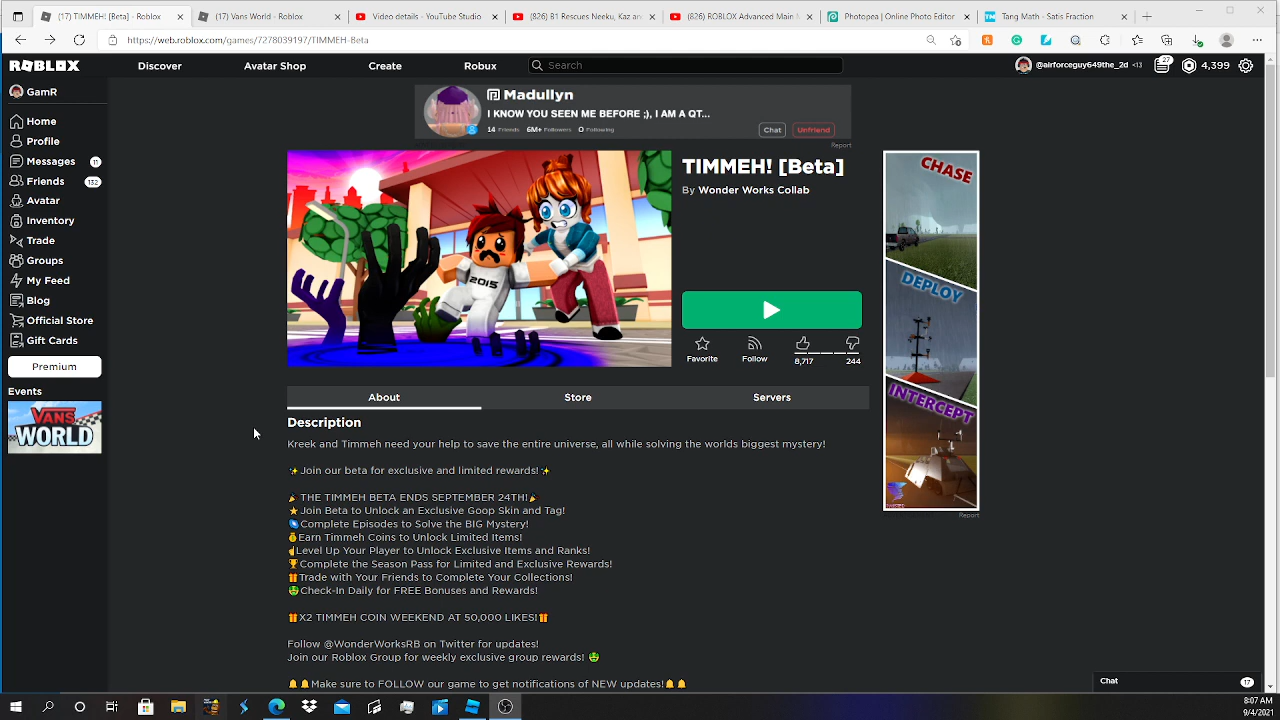 (17) TIMMEH! [Beta] - Roblox
(17) Vans World - Roblox
Video details - YouTube Studio
(826) B1 Rescues Neeku, Kaz an
(826) ROBLOX Advanced Main M
Photopea | Online Photo Editor
Tang Math - Satis Fraction
https://web.roblox.com/games/7278039197/TIMMEH-Beta
ROBLOX
Discover
Avatar Shop
Create
Robux
Search
@airforceguy649the_2d <13
27
4,399
GamR
Home
Profile
Messages 11
Friends 132
Avatar
Inventory
Trade
Groups
My Feed
Blog
Official Store
Gift Cards
Premium
Events
VANS
WORLD
Madullyn
I KNOW YOU SEEN ME BEFORE ;), I AM A QT...
14 Friends 6M+ Followers 0 Following
Chat
Unfriend
Report
2015
TIMMEH! [Beta]
By Wonder Works Collab
Favorite
Follow
8,717
244
CHASE
DEPLOY
INTERCEPT
Report
About
Store
Servers
Description
Kreek and Timmeh need your help to save the entire universe, all while solving the worlds biggest mystery!
✨Join our beta for exclusive and limited rewards!✨
🎉THE TIMMEH BETA ENDS SEPTEMBER 24TH!🎉
⭐Join Beta to Unlock an Exclusive Goop Skin and Tag!
Complete Episodes to Solve the BIG Mystery!
💰Earn Timmeh Coins to Unlock Limited Items!
☝Level Up Your Player to Unlock Exclusive Items and Ranks!
🏆Complete the Season Pass for Limited and Exclusive Rewards!
🎁Trade with Your Friends to Complete Your Collections!
🤑Check-In Daily for FREE Bonuses and Rewards!
🎁X2 TIMMEH COIN WEEKEND AT 50,000 LIKES!🎁
Follow @WonderWorksRB on Twitter for updates!
Join our Roblox Group for weekly exclusive group rewards! 🤑
🔔🔔Make sure to FOLLOW our game to get notifications of NEW updates!🔔🔔
Chat
17
8:07 AM
9/4/2021